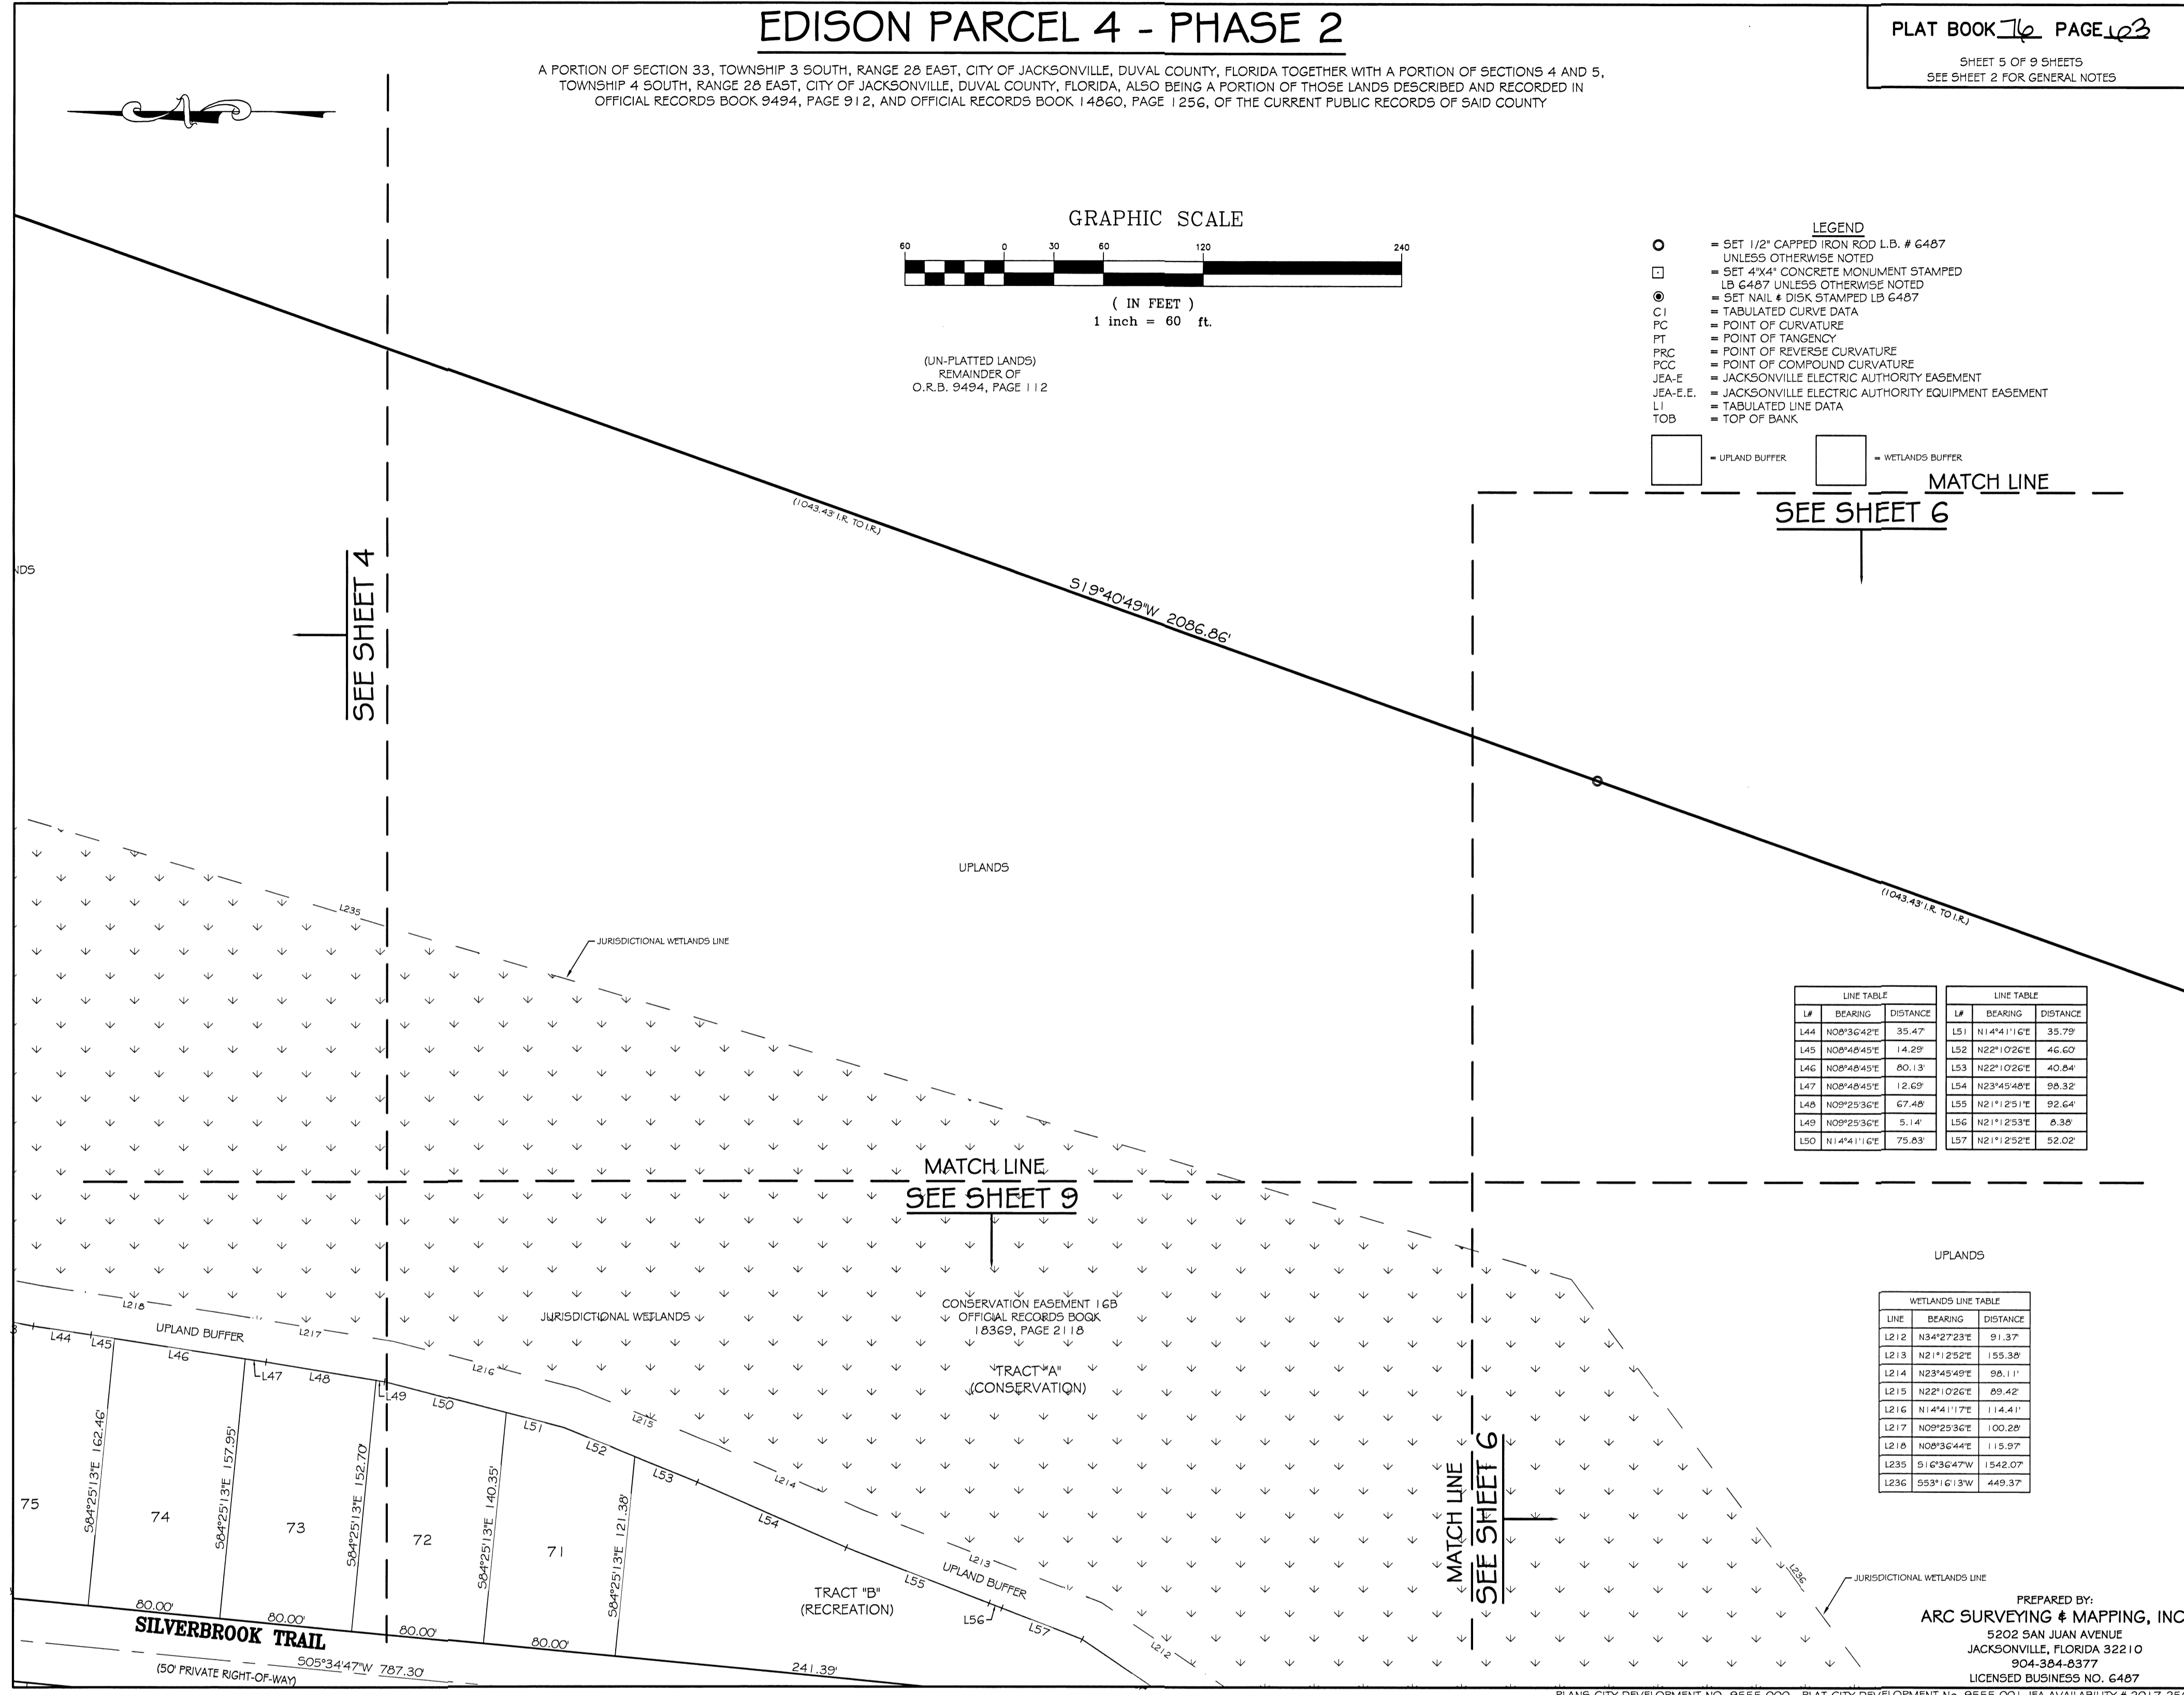 EDISON PARCEL 4 - PHASE 2
A PORTION OF SECTION 33, TOWNSHIP 3 SOUTH, RANGE 28 EAST, CITY OF JACKSONVILLE, DUVAL COUNTY, FLORIDA TOGETHER WITH A PORTION OF SECTIONS 4 AND 5,
TOWNSHIP 4 SOUTH, RANGE 28 EAST, CITY OF JACKSONVILLE, DUVAL COUNTY, FLORIDA, ALSO BEING A PORTION OF THOSE LANDS DESCRIBED AND RECORDED IN
OFFICIAL RECORDS BOOK 9494, PAGE 912, AND OFFICIAL RECORDS BOOK 14860, PAGE 1256, OF THE CURRENT PUBLIC RECORDS OF SAID COUNTY
PLAT BOOK 76 PAGE 63
SHEET 5 OF 9 SHEETS
SEE SHEET 2 FOR GENERAL NOTES
N
GRAPHIC SCALE
60 0 30 60 120 240
( IN FEET )
1 inch = 60 ft.
(UN-PLATTED LANDS)
REMAINDER OF
O.R.B. 9494, PAGE 112
LEGEND
= SET 1/2" CAPPED IRON ROD L.B. # 6487
UNLESS OTHERWISE NOTED
= SET 4"X4" CONCRETE MONUMENT STAMPED
LB 6487 UNLESS OTHERWISE NOTED
= SET NAIL & DISK STAMPED LB 6487
C1 = TABULATED CURVE DATA
PC = POINT OF CURVATURE
PT = POINT OF TANGENCY
PRC = POINT OF REVERSE CURVATURE
PCC = POINT OF COMPOUND CURVATURE
JEA-E = JACKSONVILLE ELECTRIC AUTHORITY EASEMENT
JEA-E.E. = JACKSONVILLE ELECTRIC AUTHORITY EQUIPMENT EASEMENT
L1 = TABULATED LINE DATA
TOB = TOP OF BANK
= UPLAND BUFFER = WETLANDS BUFFER
MATCH LINE
SEE SHEET 6
(1043.43' I.R. TO I.R.)
NDS
SEE SHEET 4
S19°40'49"W 2086.86'
UPLANDS
(1043.43' I.R. TO I.R.)
L235
JURISDICTIONAL WETLANDS LINE
LINE TABLE
L# BEARING DISTANCE
L44 N08°36'42"E 35.47'
L45 N08°48'45"E 14.29'
L46 N08°48'45"E 80.13'
L47 N08°48'45"E 12.69'
L48 N09°25'36"E 67.48'
L49 N09°25'36"E 5.14'
L50 N14°41'16"E 75.83'
LINE TABLE
L# BEARING DISTANCE
L51 N14°41'16"E 35.79'
L52 N22°10'26"E 46.60'
L53 N22°10'26"E 40.84'
L54 N23°45'48"E 98.32'
L55 N21°12'51"E 92.64'
L56 N21°12'53"E 8.38'
L57 N21°12'52"E 52.02'
MATCH LINE
SEE SHEET 9
UPLANDS
L218
UPLAND BUFFER
L217
JURISDICTIONAL WETLANDS
CONSERVATION EASEMENT 16B
OFFICIAL RECORDS BOOK
18369, PAGE 2118
TRACT "A"
(CONSERVATION)
WETLANDS LINE TABLE
LINE BEARING DISTANCE
L212 N34°27'23"E 91.37'
L213 N21°12'52"E 155.38'
L214 N23°45'49"E 98.11'
L215 N22°10'26"E 89.42'
L216 N14°41'17"E 114.41'
L217 N09°25'36"E 100.28'
L218 N08°36'44"E 115.97'
L235 S16°36'47"W 1542.07'
L236 S53°16'13"W 449.37'
3
L44
L45
L46
L47
L48
L49
L50
L216
L51
L215
L52
L53
L214
L54
L213
UPLAND BUFFER
L55
L56
L57
L212
MATCH LINE
SEE SHEET 6
L236
JURISDICTIONAL WETLANDS LINE
75
S84°25'13"E 162.46'
74
S84°25'13"E 157.95'
73
S84°25'13"E 152.70'
72
S84°25'13"E 140.35'
71
S84°25'13"E 121.38'
TRACT "B"
(RECREATION)
80.00'
80.00'
80.00'
80.00'
241.39'
SILVERBROOK TRAIL
S05°34'47"W 787.30'
(50' PRIVATE RIGHT-OF-WAY)
PREPARED BY:
ARC SURVEYING & MAPPING, INC
5202 SAN JUAN AVENUE
JACKSONVILLE, FLORIDA 32210
904-384-8377
LICENSED BUSINESS NO. 6487